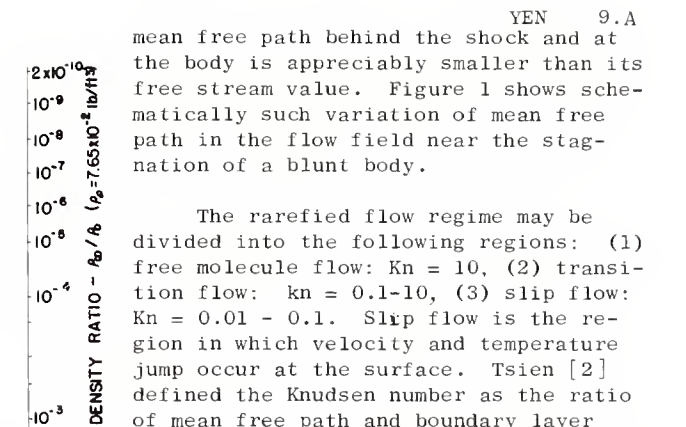 YEN 9.A
mean free path behind the shock and at
the body is appreciably smaller than its
free stream value. Figure 1 shows sche-
matically such variation of mean free
path in the flow field near the stag-
nation of a blunt body.
The rarefied flow regime may be
divided into the following regions: (1)
free molecule flow: Kn = 10, (2) transi-
tion flow: kn = 0.1-10, (3) slip flow:
Kn = 0.01 - 0.1. Slip flow is the re-
gion in which velocity and temperature
jump occur at the surface. Tsien [2]
defined the Knudsen number as the ratio
of mean free path and boundary layer
2x10⁻¹⁰
10⁻⁹
10⁻⁸
10⁻⁷
10⁻⁶
10⁻⁵
10⁻⁴
10⁻³
DENSITY RATIO - ρ∞/ρ₀ (ρ₀=7.65x10⁻² lb/ft³)